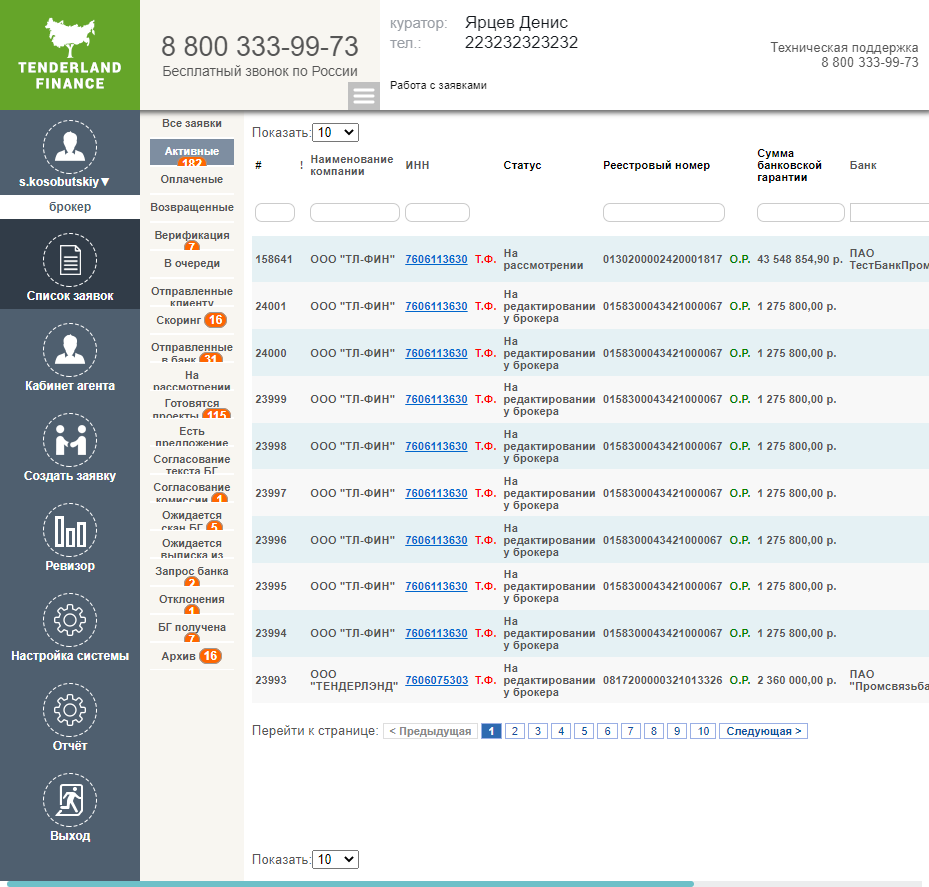 TENDERLAND
FINANCE
8 800 333-99-73
Бесплатный звонок по России
куратор: Ярцев Денис
тел.: 223232323232
Работа с заявками
Техническая поддержка
8 800 333-99-73
s.kosobutskiy▼
брокер
Список заявок
Кабинет агента
Создать заявку
Ревизор
Настройка системы
Отчёт
Выход
Все заявки
Активные
182
Оплаченые
Возвращенные
Верификация
7
В очереди
Отправленные
клиенту
Скоринг 16
Отправленные
в банк 31
На
рассмотрении
Готовятся
проекты 115
Есть
предложение
Согласование
текста БГ
Согласование
комиссии 1
Ожидается
скан БГ 5
Ожидается
выписка из
Запрос банка
2
Отклонения
1
БГ получена
7
Архив 16
Показать: 10
# ! Наименование компании ИНН Статус Реестровый номер Сумма банковской гарантии Банк
158641 ООО "ТЛ-ФИН" 7606113630 Т.Ф. На рассмотрении 0130200002420001817 О.Р. 43 548 854,90 р. ПАО ТестБанкПром
24001 ООО "ТЛ-ФИН" 7606113630 Т.Ф. На редактировании у брокера 0158300043421000067 О.Р. 1 275 800,00 р.
24000 ООО "ТЛ-ФИН" 7606113630 Т.Ф. На редактировании у брокера 0158300043421000067 О.Р. 1 275 800,00 р.
23999 ООО "ТЛ-ФИН" 7606113630 Т.Ф. На редактировании у брокера 0158300043421000067 О.Р. 1 275 800,00 р.
23998 ООО "ТЛ-ФИН" 7606113630 Т.Ф. На редактировании у брокера 0158300043421000067 О.Р. 1 275 800,00 р.
23997 ООО "ТЛ-ФИН" 7606113630 Т.Ф. На редактировании у брокера 0158300043421000067 О.Р. 1 275 800,00 р.
23996 ООО "ТЛ-ФИН" 7606113630 Т.Ф. На редактировании у брокера 0158300043421000067 О.Р. 1 275 800,00 р.
23995 ООО "ТЛ-ФИН" 7606113630 Т.Ф. На редактировании у брокера 0158300043421000067 О.Р. 1 275 800,00 р.
23994 ООО "ТЛ-ФИН" 7606113630 Т.Ф. На редактировании у брокера 0158300043421000067 О.Р. 1 275 800,00 р.
23993 ООО "ТЕНДЕРЛЭНД" 7606075303 Т.Ф. На редактировании у брокера 0817200000321013326 О.Р. 2 360 000,00 р. ПАО "Промсвязьба
Перейти к странице: < Предыдущая 1 2 3 4 5 6 7 8 9 10 Следующая >
Показать: 10